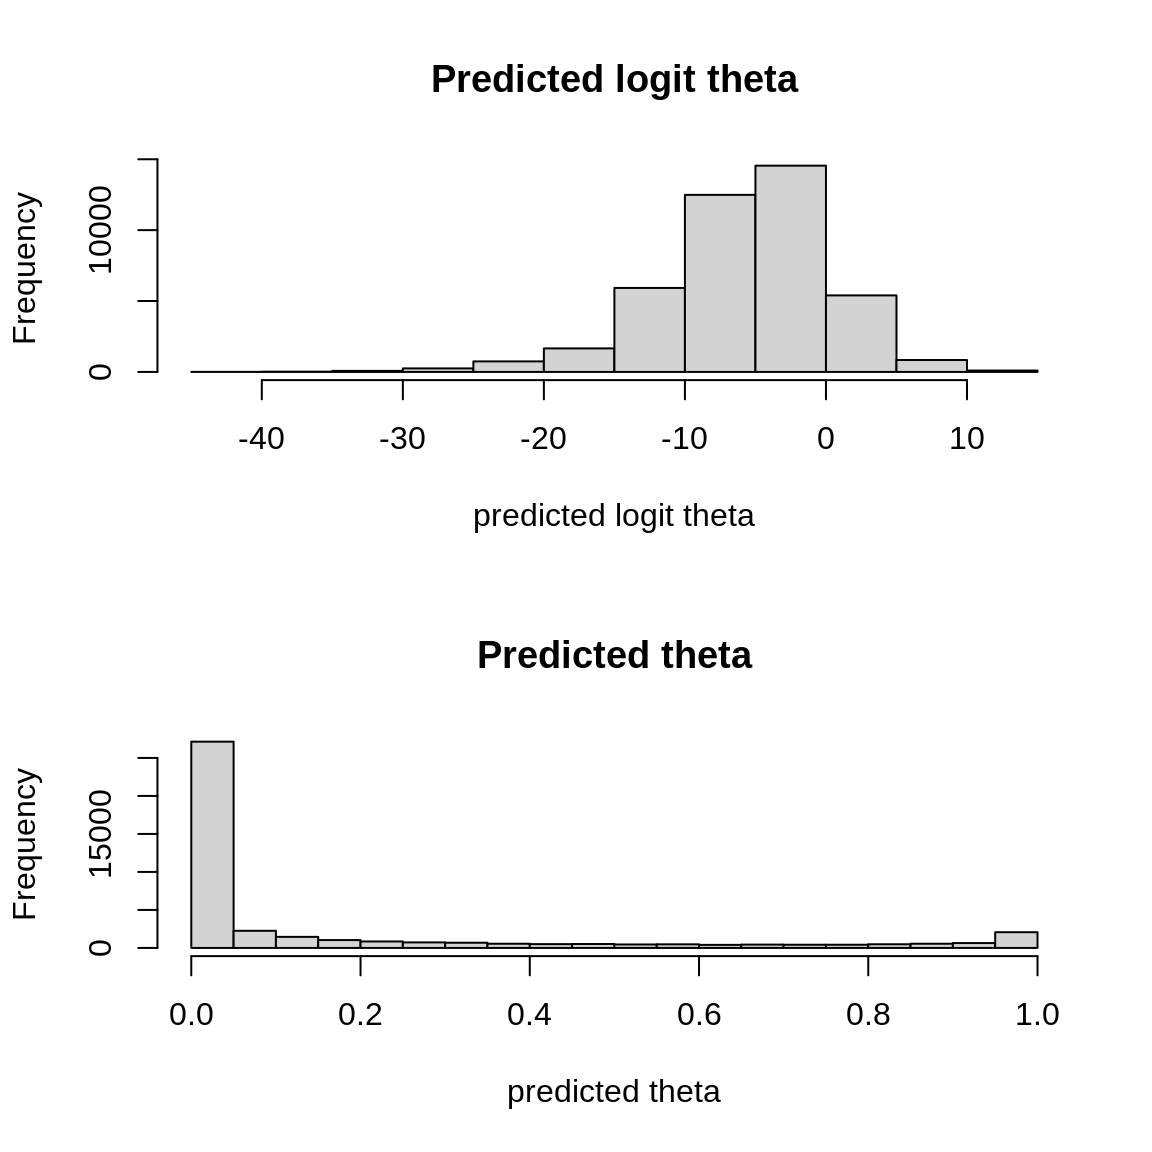 Predicted logit theta
Frequency
10000
0
-40 -30 -20 -10 0 10
predicted logit theta
Predicted theta
Frequency
15000
0
0.0 0.2 0.4 0.6 0.8 1.0
predicted theta